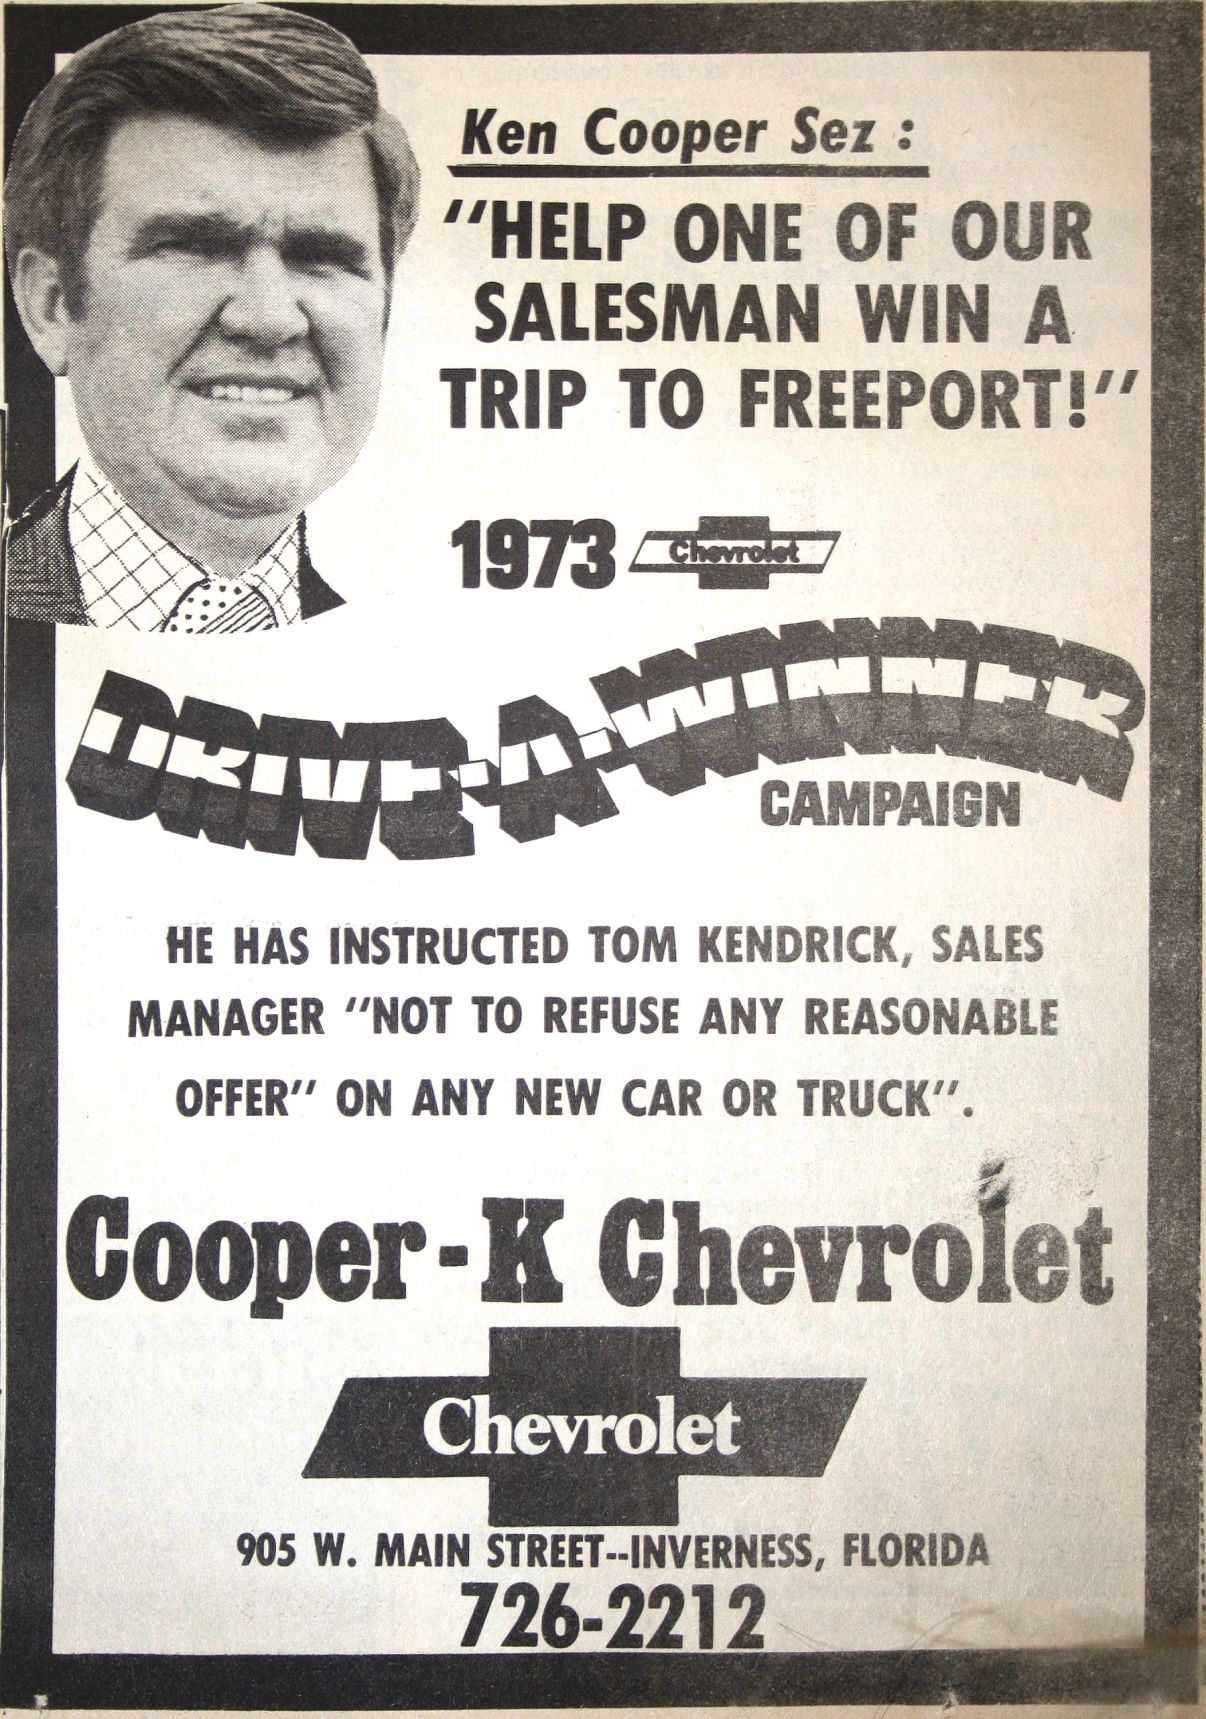 Ken Cooper Sez :
"HELP ONE OF OUR
SALESMAN WIN A
TRIP TO FREEPORT!"
1973 Chevrolet
DRIVE-A-WINNER
CAMPAIGN
HE HAS INSTRUCTED TOM KENDRICK, SALES
MANAGER "NOT TO REFUSE ANY REASONABLE
OFFER" ON ANY NEW CAR OR TRUCK".
Cooper-K Chevrolet
Chevrolet
905 W. MAIN STREET--INVERNESS, FLORIDA
726-2212